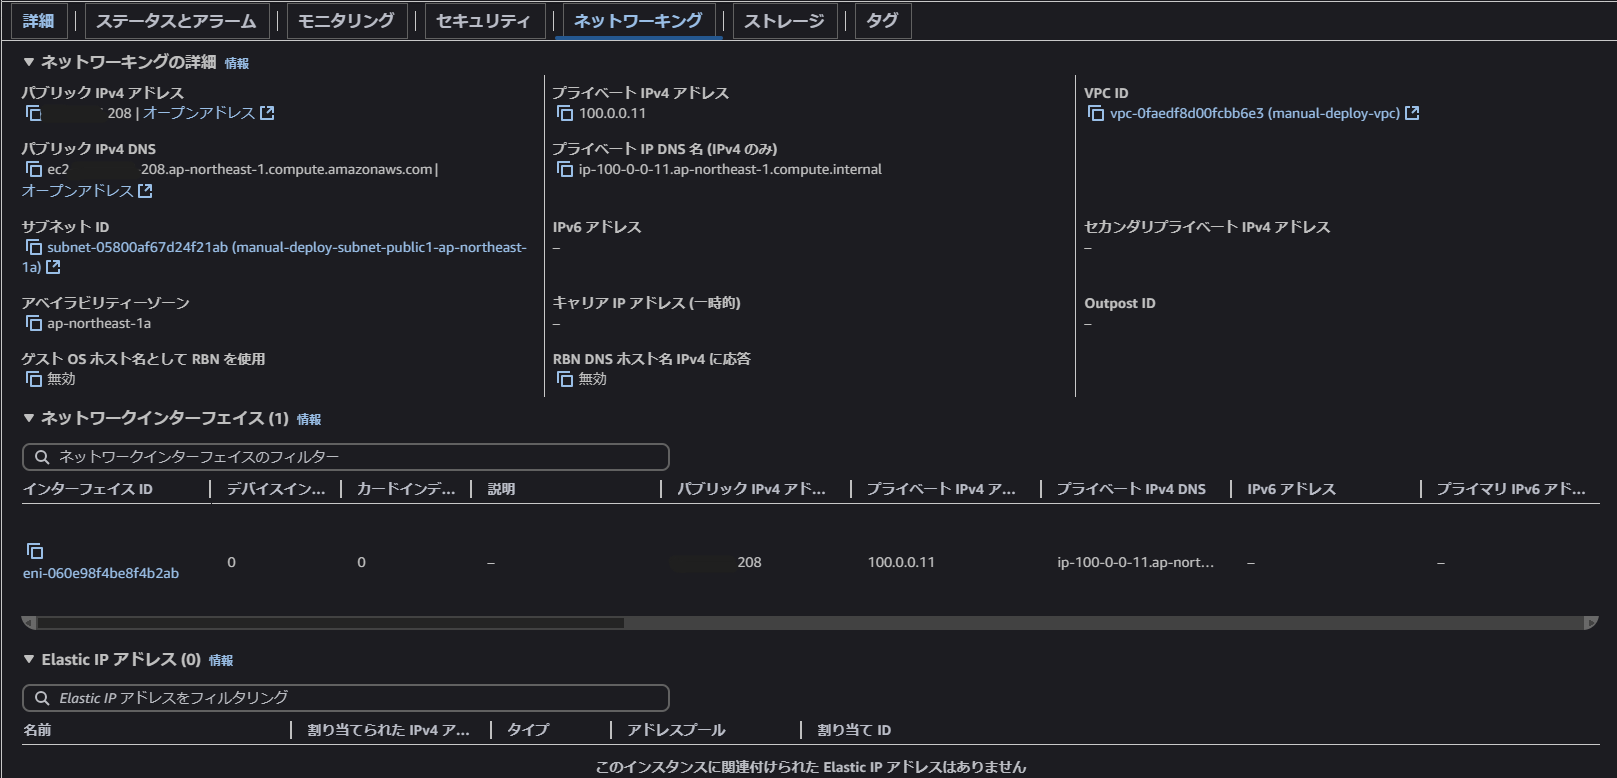 詳細 ステータスとアラーム モニタリング セキュリティ ネットワーキング ストレージ タグ
▼ ネットワーキングの詳細 情報
パブリック IPv4 アドレス
208 | オープンアドレス
プライベート IPv4 アドレス
100.0.0.11
VPC ID
vpc-0faedf8d00fcbb6e3 (manual-deploy-vpc)
パブリック IPv4 DNS
ec2 -208.ap-northeast-1.compute.amazonaws.com |
オープンアドレス
プライベート IP DNS 名 (IPv4 のみ)
ip-100-0-0-11.ap-northeast-1.compute.internal
サブネット ID
subnet-05800af67d24f21ab (manual-deploy-subnet-public1-ap-northeast-
1a)
IPv6 アドレス
–
セカンダリプライベート IPv4 アドレス
–
アベイラビリティーゾーン
ap-northeast-1a
キャリア IP アドレス (一時的)
–
Outpost ID
–
ゲスト OS ホスト名として RBN を使用
無効
RBN DNS ホスト名 IPv4 に応答
無効
▼ ネットワークインターフェイス (1) 情報
ネットワークインターフェイスのフィルター
インターフェイス ID デバイスイン... カードインデ... 説明 パブリック IPv4 アド... プライベート IPv4 ア... プライベート IPv4 DNS IPv6 アドレス プライマリ IPv6 アド...
eni-060e98f4be8f4b2ab 0 0 – 208 100.0.0.11 ip-100-0-0-11.ap-nort... – –
▼ Elastic IP アドレス (0) 情報
Elastic IP アドレスをフィルタリング
名前 割り当てられた IPv4 ア... タイプ アドレスプール 割り当て ID
このインスタンスに関連付けられた Elastic IP アドレスはありません